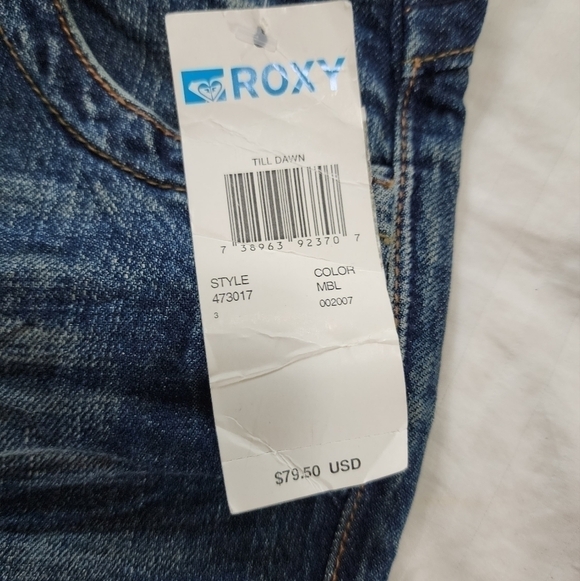 ROXY
TILL DAWN
7 38963 92370 7
STYLE COLOR
473017 MBL
3 002007
$79.50 USD